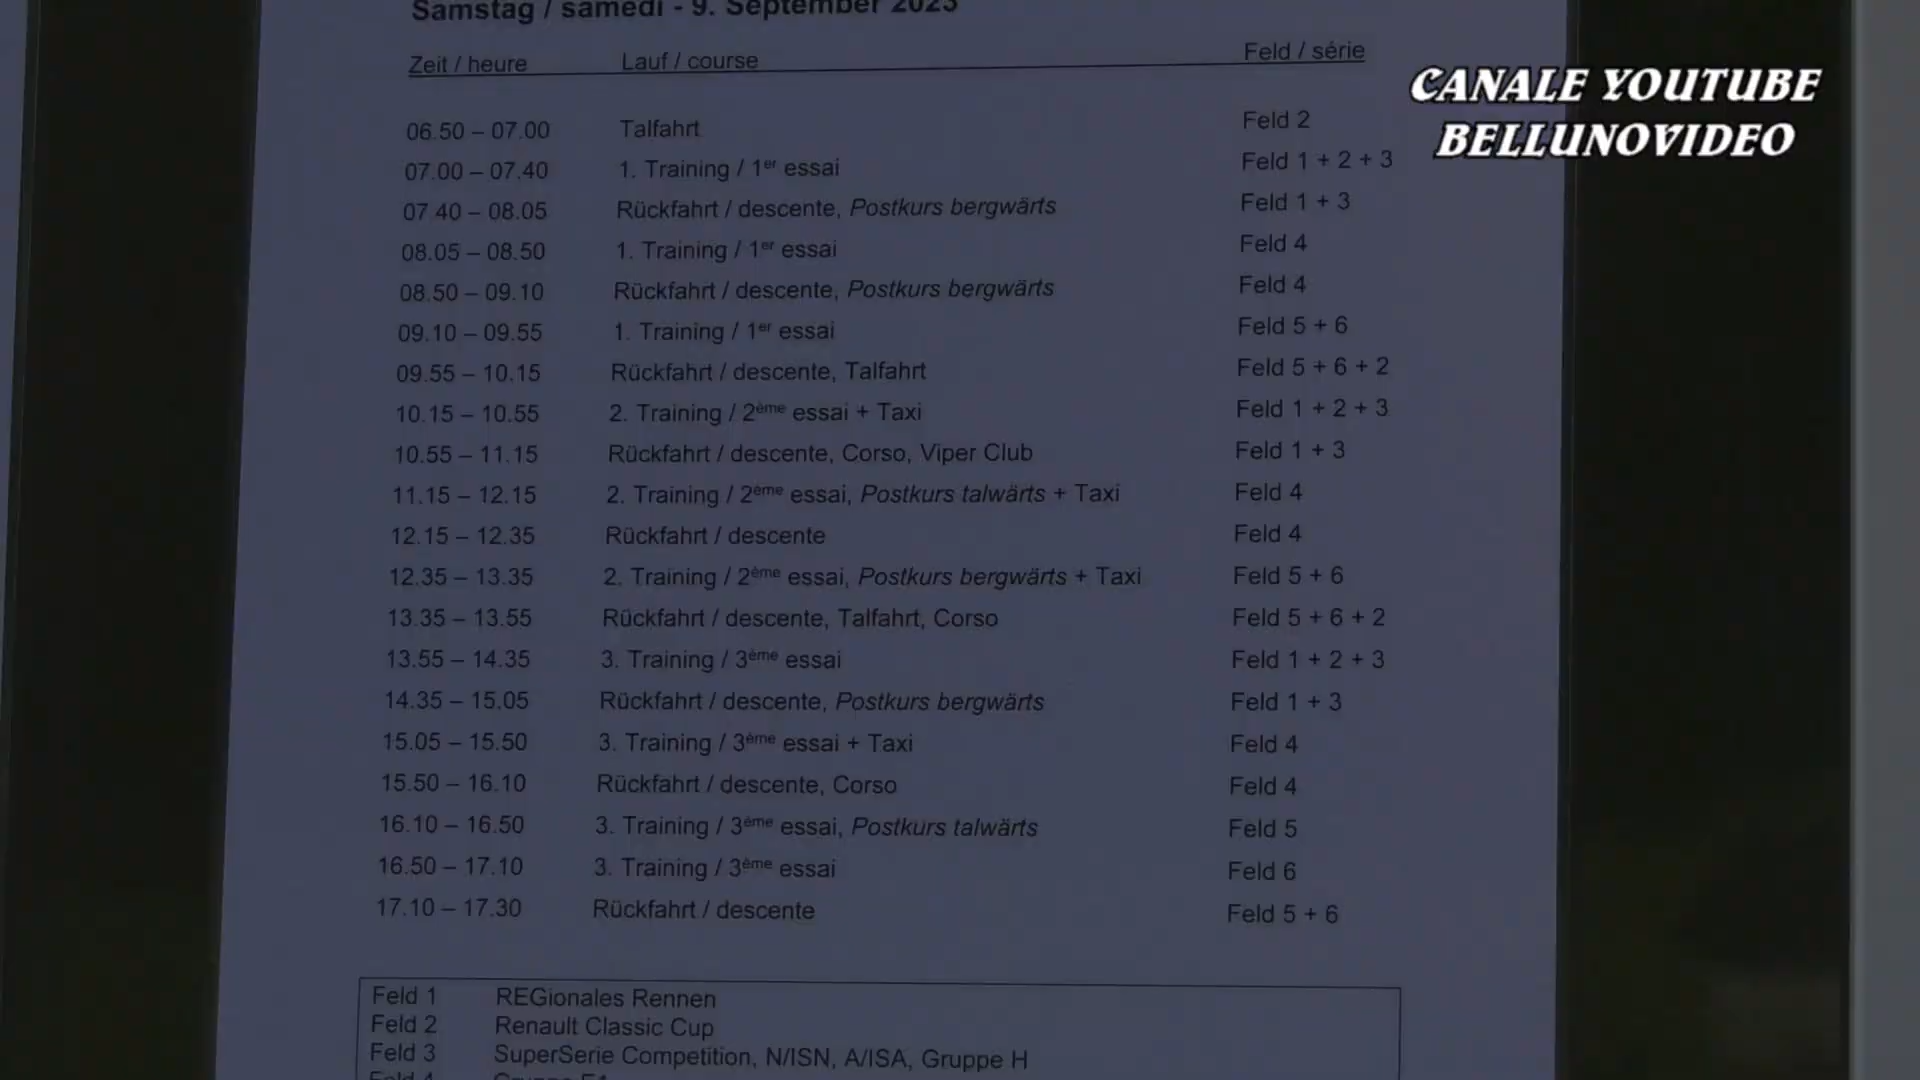 Samstag / samedi - 9. September 2023
Zeit / heure Lauf / course Feld / série
CANALE YOUTUBE
BELLUNOVIDEO
06.50 – 07.00 Talfahrt Feld 2
07.00 – 07.40 1. Training / 1er essai Feld 1 + 2 + 3
07.40 – 08.05 Rückfahrt / descente, Postkurs bergwärts Feld 1 + 3
08.05 – 08.50 1. Training / 1er essai Feld 4
08.50 – 09.10 Rückfahrt / descente, Postkurs bergwärts Feld 4
09.10 – 09.55 1. Training / 1er essai Feld 5 + 6
09.55 – 10.15 Rückfahrt / descente, Talfahrt Feld 5 + 6 + 2
10.15 – 10.55 2. Training / 2ème essai + Taxi Feld 1 + 2 + 3
10.55 – 11.15 Rückfahrt / descente, Corso, Viper Club Feld 1 + 3
11.15 – 12.15 2. Training / 2ème essai, Postkurs talwärts + Taxi Feld 4
12.15 – 12.35 Rückfahrt / descente Feld 4
12.35 – 13.35 2. Training / 2ème essai, Postkurs bergwärts + Taxi Feld 5 + 6
13.35 – 13.55 Rückfahrt / descente, Talfahrt, Corso Feld 5 + 6 + 2
13.55 – 14.35 3. Training / 3ème essai Feld 1 + 2 + 3
14.35 – 15.05 Rückfahrt / descente, Postkurs bergwärts Feld 1 + 3
15.05 – 15.50 3. Training / 3ème essai + Taxi Feld 4
15.50 – 16.10 Rückfahrt / descente, Corso Feld 4
16.10 – 16.50 3. Training / 3ème essai, Postkurs talwärts Feld 5
16.50 – 17.10 3. Training / 3ème essai Feld 6
17.10 – 17.30 Rückfahrt / descente Feld 5 + 6
Feld 1 REGionales Rennen
Feld 2 Renault Classic Cup
Feld 3 SuperSerie Competition, N/ISN, A/ISA, Gruppe H